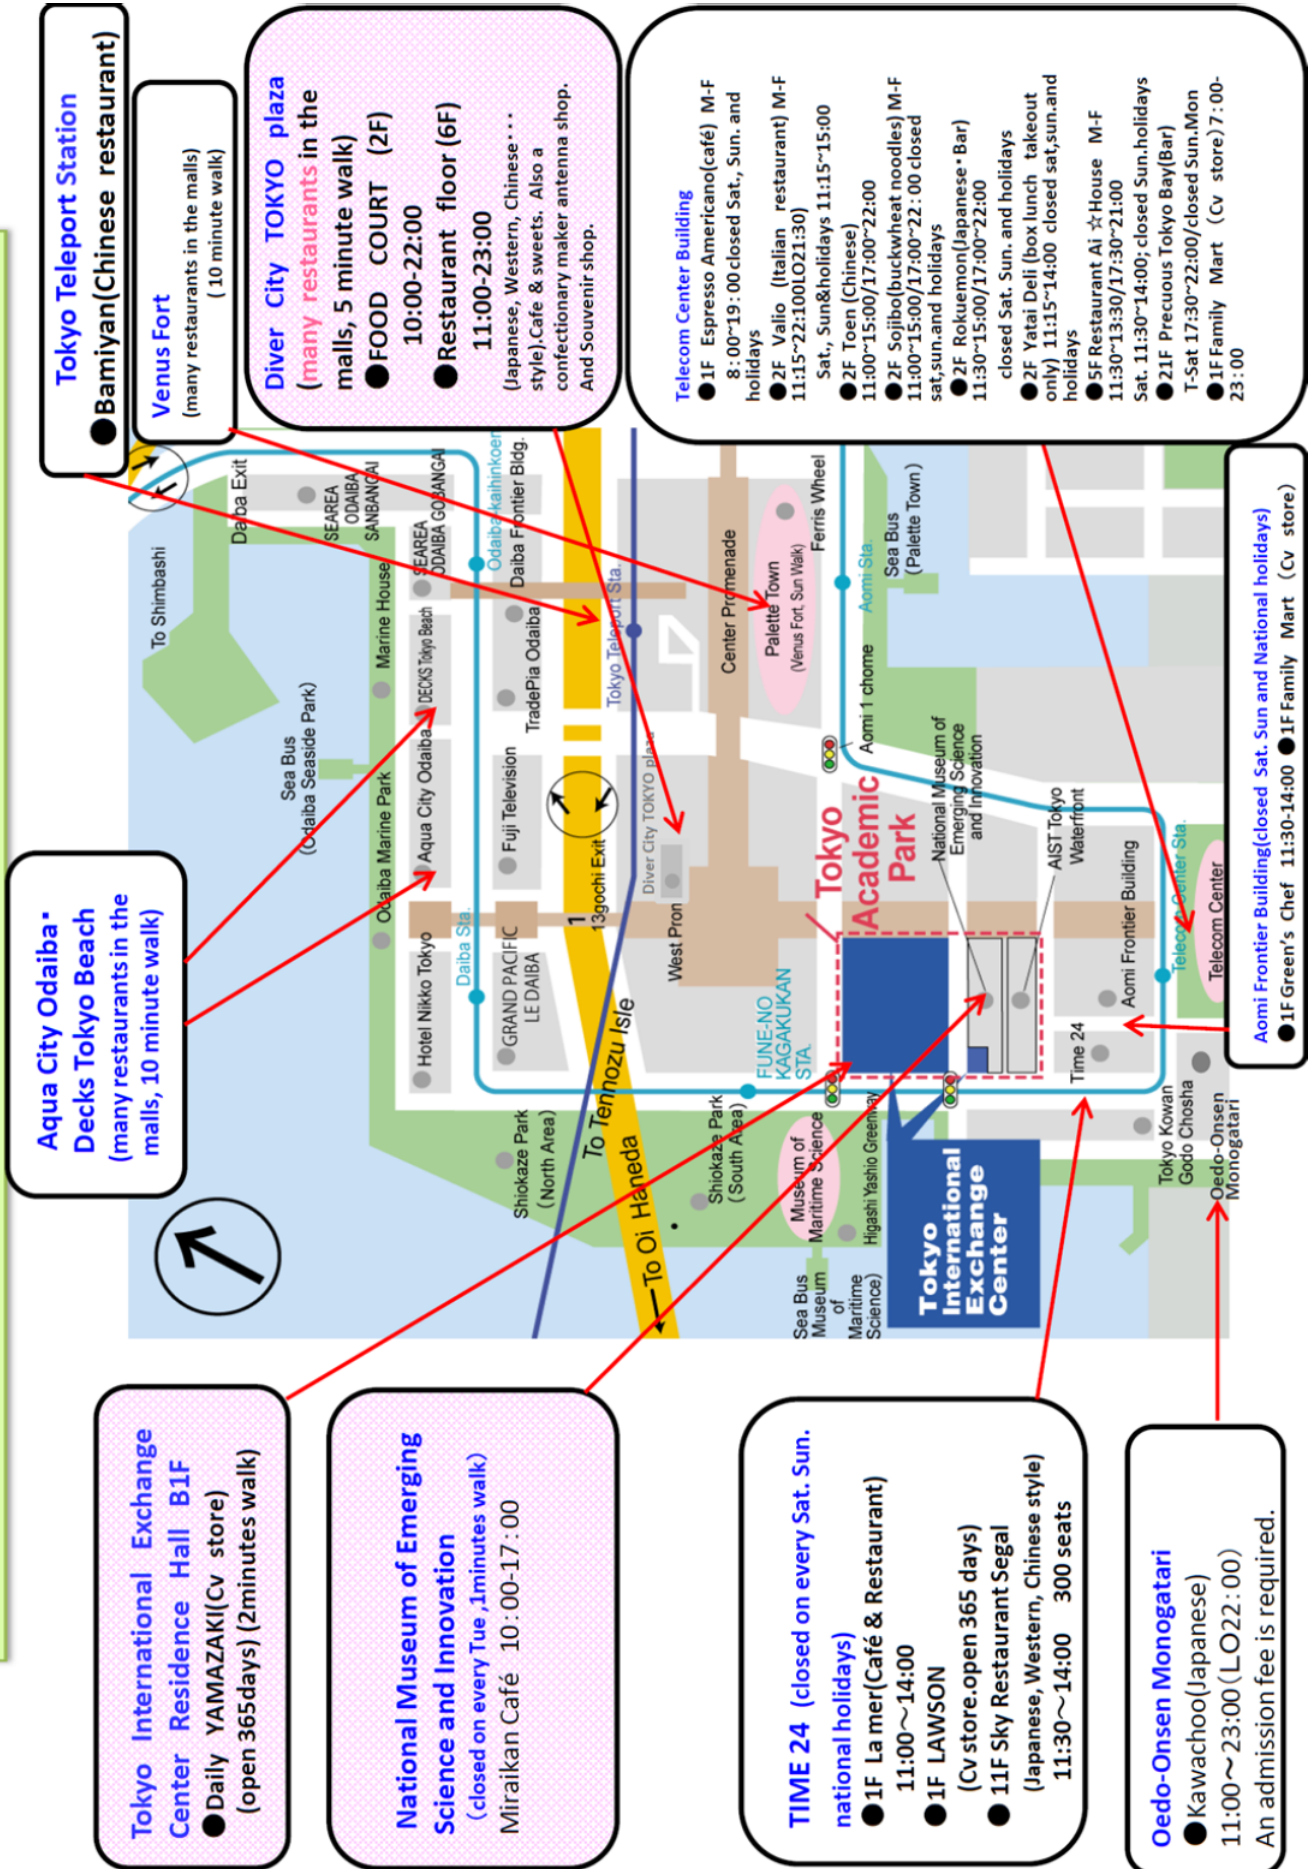 Tokyo International Exchange
Center Residence Hall B1F
●Daily YAMAZAKI(Cv store)
(open 365days) (2minutes walk)
National Museum of Emerging
Science and Innovation
(closed on every Tue ,1minutes walk)
Miraikan Café 10:00-17:00
TIME 24 (closed on every Sat. Sun.
national holidays)
●1F La mer(Café & Restaurant)
11:00～14:00
●1F LAWSON
(Cv store.open 365 days)
●11F Sky Restaurant Segal
(Japanese, Western, Chinese style)
11:30～14:00 300 seats
Oedo-Onsen Monogatari
●Kawachoo(Japanese)
11:00～23:00(LO22:00)
An admission fee is required.
Aqua City Odaiba▪
Decks Tokyo Beach
(many restaurants in the
malls, 10 minute walk)
Tokyo Teleport Station
●Bamiyan(Chinese restaurant)
Venus Fort
(many restaurants in the malls)
( 10 minute walk)
Diver City TOKYO plaza
(many restaurants in the
malls, 5 minute walk)
●FOOD COURT (2F)
10:00-22:00
●Restaurant floor (6F)
11:00-23:00
(Japanese, Western, Chinese････
style).Cafe & sweets. Also a
confectionary maker antenna shop.
And Souvenir shop.
Telecom Center Building
●1F Espresso Americano(café) M-F
8:00~19:00closed Sat., Sun. and
holidays
●2F Valio (Italian restaurant) M-F
11:15~22:100LO21:30)
Sat., Sun&holidays 11:15~15:00
●2F Toen (Chinese)
11:00~15:00/17:00~22:00
●2F Sojibo(buckwheat noodles) M-F
11:00~15:00/17:00~22:00 closed
sat,sun.and holidays
●2F Rokuemon(Japanese･Bar)
11:30~15:00/17:00~22:00
closed Sat. Sun. and holidays
●2F Yatai Deli (box lunch takeout
only) 11:15~14:00 closed sat,sun.and
holidays
●5F Restaurant Ai ☆House M-F
11:30~13:30/17:30~21:00
Sat. 11:30~14:00; closed Sun.holidays
●21F Precuous Tokyo Bay(Bar)
T-Sat 17:30~22:00/closed Sun.Mon
●1F Family Mart (Cv store)7:00-
23:00
Aomi Frontier Building(closed Sat. Sun and National holidays)
●1F Green's Chef 11:30-14:00 ●1F Family Mart (Cv store)
To Shimbashi
Daiba Exit
Sea Bus
(Odaiba Seaside Park)
SEAREA
ODAIBA
SANBANGAI
Odaiba Marine Park
Marine House
Hotel Nikko Tokyo
Aqua City Odaiba
DECKS Tokyo Beach
SEAREA
ODAIBA GOBANGAI
Daiba Sta.
Odaiba-kaihinkoen
GRAND PACIFIC
LE DAIBA
Fuji Television
TradePia Odaiba
Daiba Frontier Bldg.
Shiokaze Park
(North Area)
To Tennozu Isle
13gochi Exit
Tokyo Teleport Sta.
To Oi Haneda
Diver City TOKYO plaza
West Pron
Shiokaze Park
(South Area)
Center Promenade
FUNE-NO
KAGAKUKAN
STA.
Palette Town
(Venus Fort, Sun Walk)
Ferris Wheel
Museum of
Maritime Science
Sea Bus
Museum
of
Maritime
Science)
Higashi Yashio Greenway
Tokyo
Academic
Park
Aomi 1 chome
Aomi Sta.
Sea Bus
(Palette Town)
Tokyo
International
Exchange
Center
National Museum of
Emerging Science
and Innovation
AIST Tokyo
Waterfront
Time 24
Aomi Frontier Building
Tokyo Kowan
Godo Chosha
Telecom Center Sta.
Oedo-Onsen
Monogatari
Telecom Center